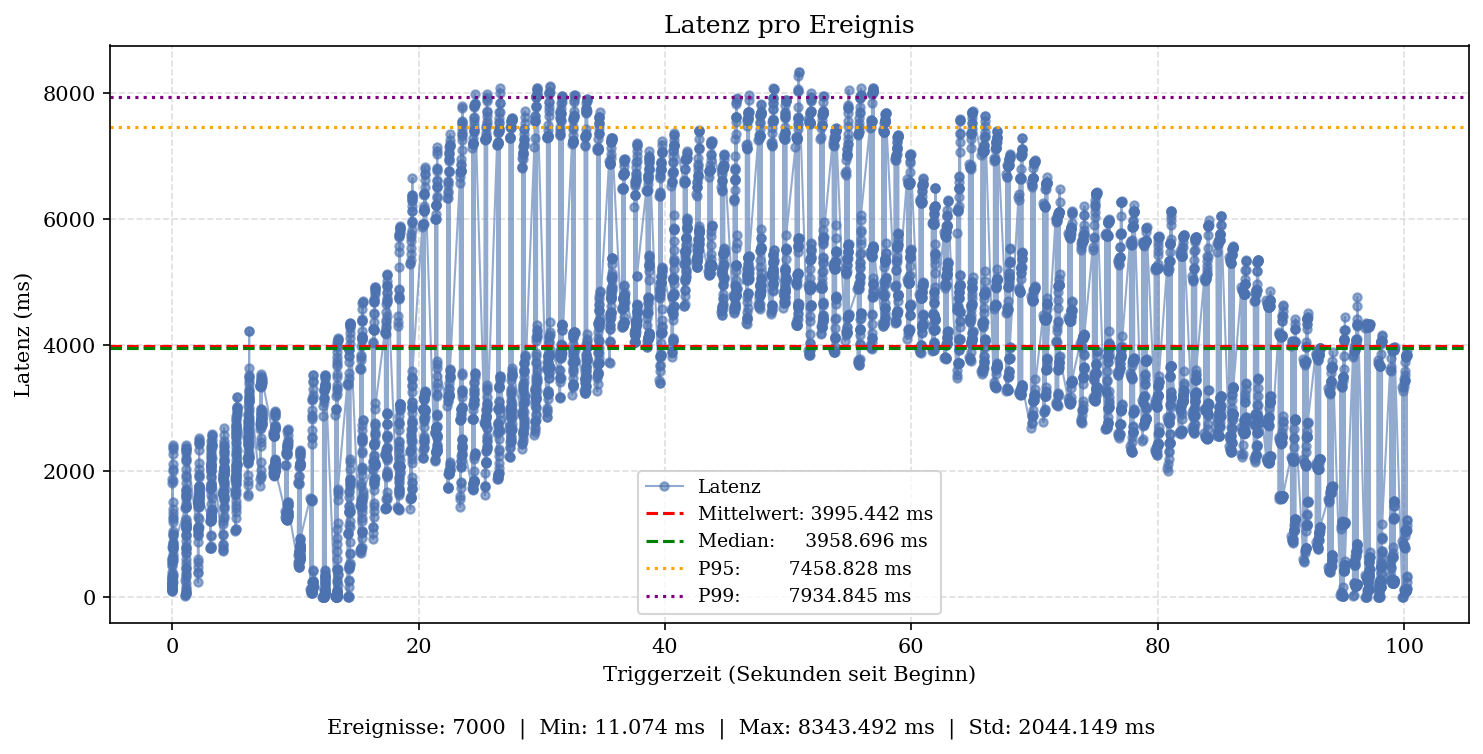 Latenz pro Ereignis
Latenz (ms)
8000
6000
4000
2000
0
Latenz
Mittelwert: 3995.442 ms
Median: 3958.696 ms
P95: 7458.828 ms
P99: 7934.845 ms
0 20 40 60 80 100
Triggerzeit (Sekunden seit Beginn)
Ereignisse: 7000 | Min: 11.074 ms | Max: 8343.492 ms | Std: 2044.149 ms